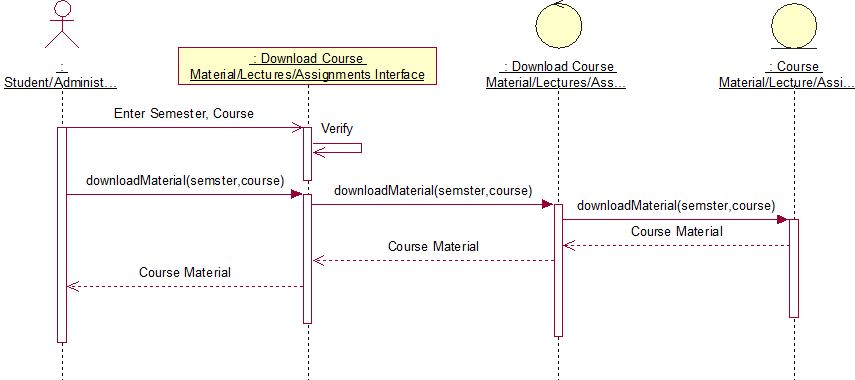 :
Student/Administ...
: Download Course
Material/Lectures/Assignments Interface
: Download Course
Material/Lectures/Ass...
: Course
Material/Lecture/Assi...
Enter Semester, Course
Verify
downloadMaterial(semster,course)
downloadMaterial(semster,course)
downloadMaterial(semster,course)
Course Material
Course Material
Course Material